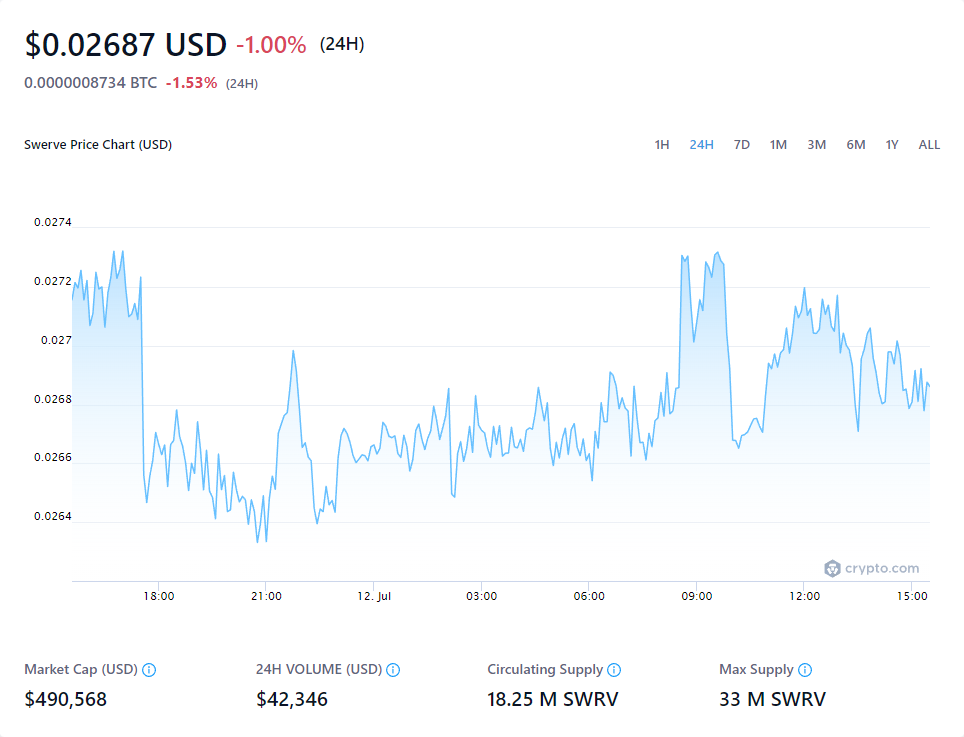 $0.02687 USD -1.00% (24H)
0.0000008734 BTC -1.53% (24H)
Swerve Price Chart (USD) 1H 24H 7D 1M 3M 6M 1Y ALL
0.0274
0.0272
0.027
0.0268
0.0266
0.0264
crypto.com
18:00 21:00 12. Jul 03:00 06:00 09:00 12:00 15:00
Market Cap (USD) 24H VOLUME (USD) Circulating Supply Max Supply
$490,568 $42,346 18.25 M SWRV 33 M SWRV